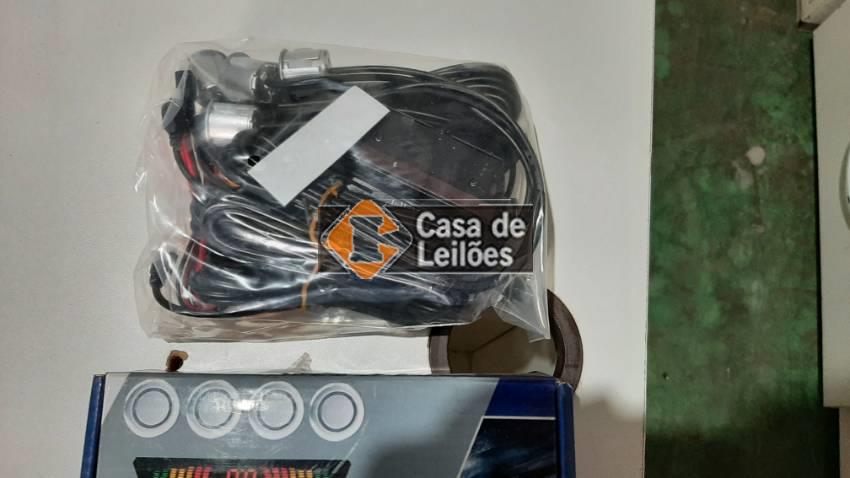 Casa de
Leilões